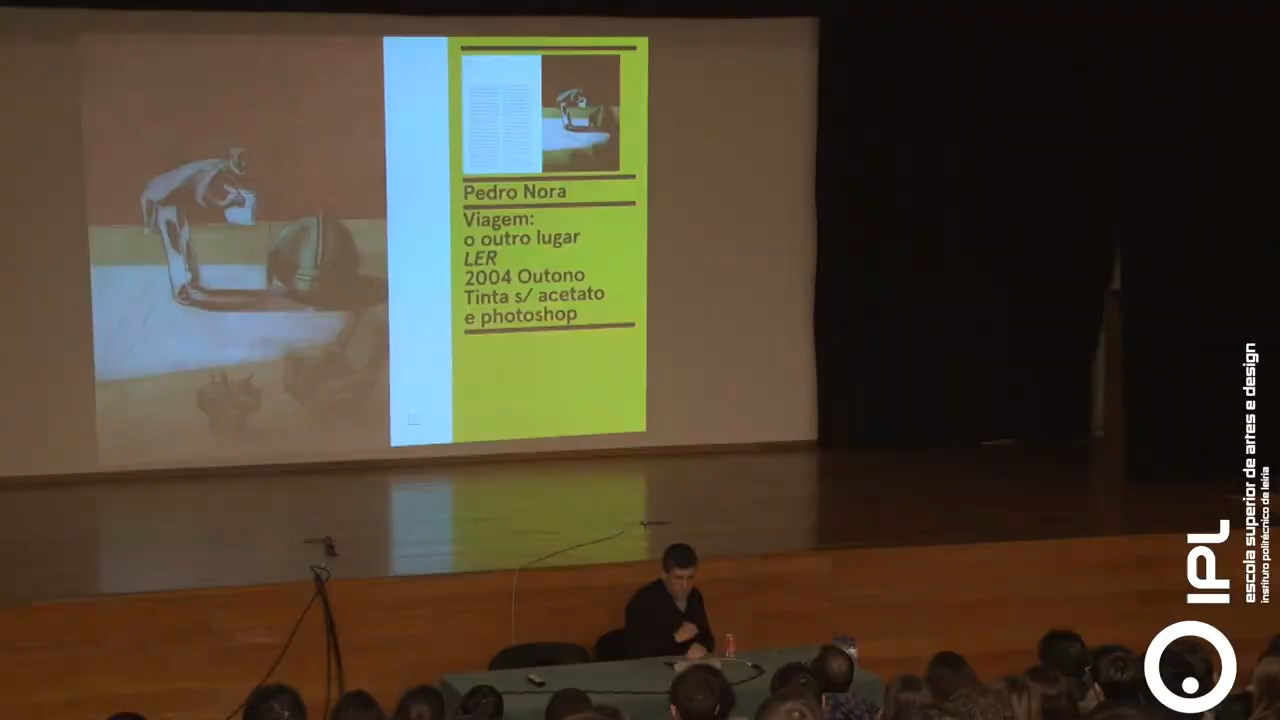 Pedro Nora
Viagem:
o outro lugar
LER
2004 Outono
Tinta s/ acetato
e photoshop
IPL
escola superior de artes e design
instituto politécnico de leiria